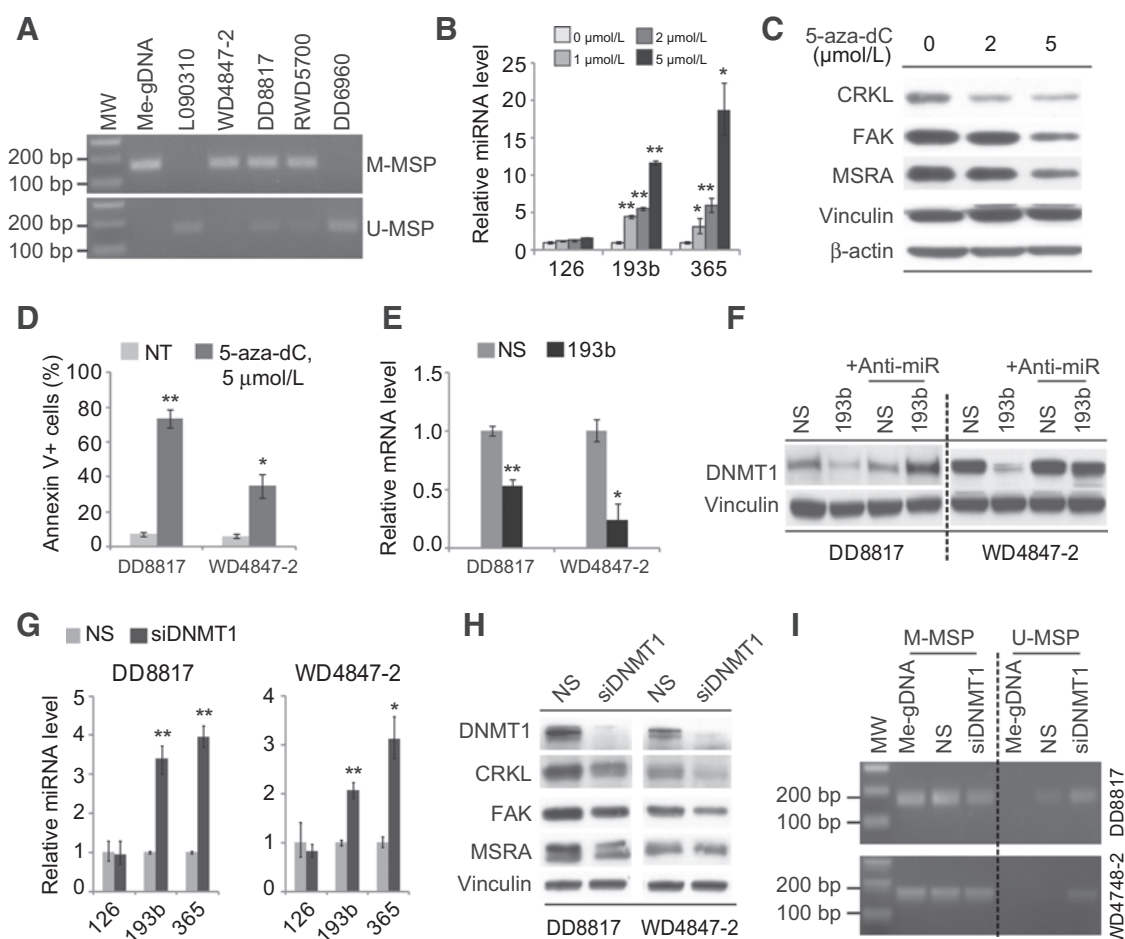 A
MW
Me-gDNA
L090310
WD4847-2
DD8817
RWD5700
DD6960
200 bp
100 bp
M-MSP
200 bp
100 bp
U-MSP
B
0 μmol/L
2 μmol/L
1 μmol/L
5 μmol/L
Relative miRNA level
25
20
15
10
5
0
*
**
** **
**
*
126 193b 365
C
5-aza-dC
(μmol/L)
0 2 5
CRKL
FAK
MSRA
Vinculin
β-actin
D
NT
5-aza-dC,
5 μmol/L
Annexin V+ cells (%)
100
80
60
40
20
0
**
*
DD8817 WD4847-2
E
NS 193b
Relative mRNA level
1.5
1.0
0.5
0.0
**
*
DD8817 WD4847-2
F
+Anti-miR +Anti-miR
NS 193b NS 193b NS 193b NS 193b
DNMT1
Vinculin
DD8817 WD4847-2
G
NS siDNMT1
DD8817 WD4847-2
Relative miRNA level
5
4
3
2
1
0
** **
126 193b 365
4
3
2
1
0
** *
126 193b 365
H
NS siDNMT1 NS siDNMT1
DNMT1
CRKL
FAK
MSRA
Vinculin
DD8817 WD4847-2
I
M-MSP U-MSP
MW Me-gDNA NS siDNMT1 Me-gDNA NS siDNMT1
200 bp
100 bp
DD8817
200 bp
100 bp
WD4748-2